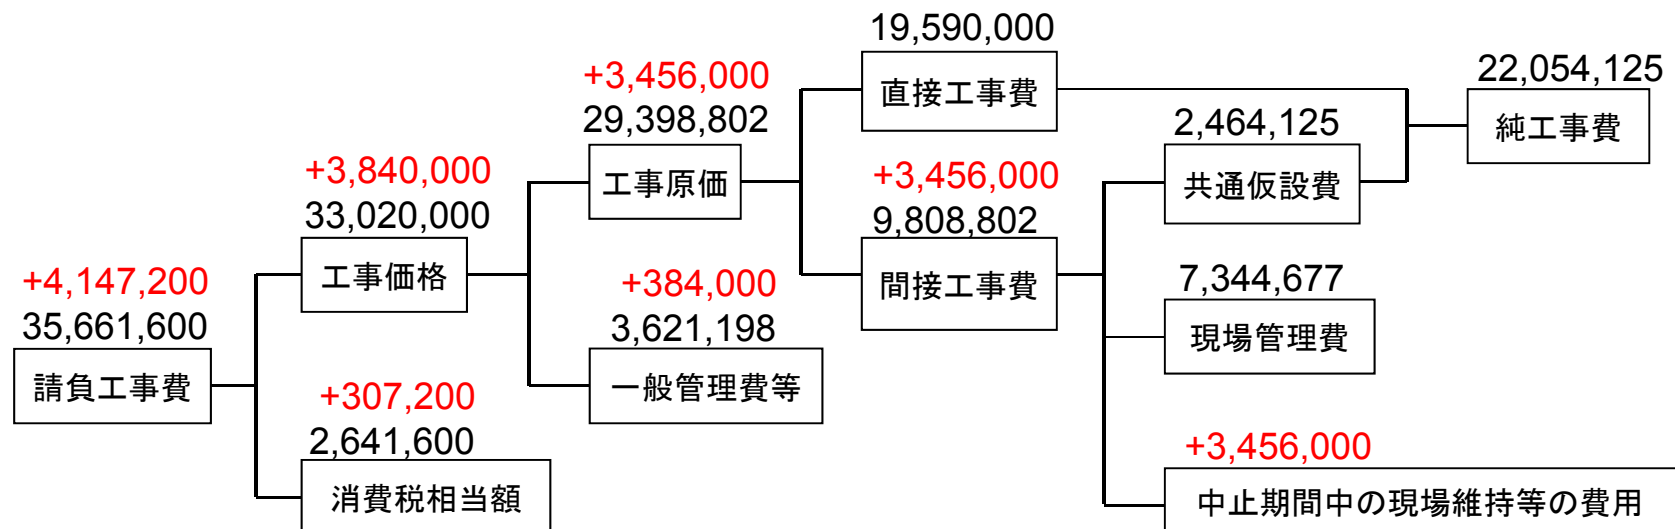 +4,147,200
35,661,600
請負工事費
+3,840,000
33,020,000
工事価格
+307,200
2,641,600
消費税相当額
+3,456,000
29,398,802
工事原価
+384,000
3,621,198
一般管理費等
19,590,000
直接工事費
+3,456,000
9,808,802
間接工事費
2,464,125
共通仮設費
7,344,677
現場管理費
+3,456,000
中止期間中の現場維持等の費用
22,054,125
純工事費